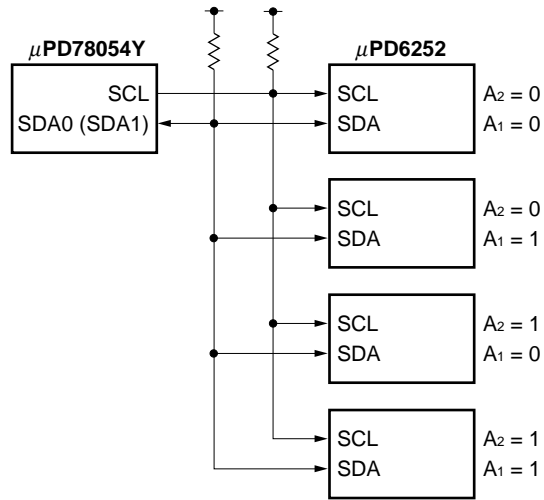 μPD78054Y
μPD6252
SCL
SDA0 (SDA1)
SCL
SDA
A2 = 0
A1 = 0
SCL
SDA
A2 = 0
A1 = 1
SCL
SDA
A2 = 1
A1 = 0
SCL
SDA
A2 = 1
A1 = 1